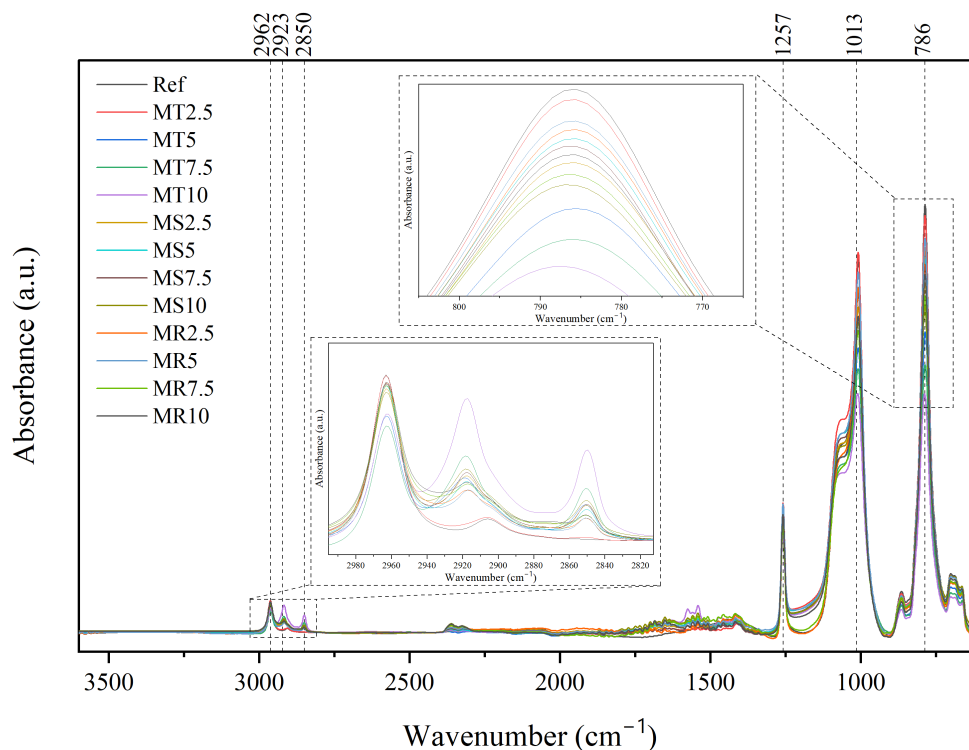 2962
2923
2850
1257
1013
786
Ref
MT2.5
MT5
MT7.5
MT10
MS2.5
MS5
MS7.5
MS10
MR2.5
MR5
MR7.5
MR10
Absorbance (a.u.)
800 790 780 770
Wavenumber (cm⁻¹)
Absorbance (a.u.)
2980 2960 2940 2920 2900 2880 2860 2840 2820
Wavenumber (cm⁻¹)
Absorbance (a.u.)
3500 3000 2500 2000 1500 1000
Wavenumber (cm⁻¹)